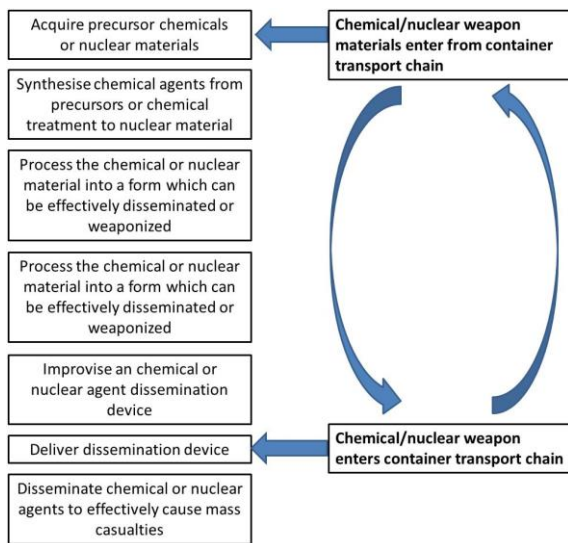 Acquire precursor chemicals
or nuclear materials
Synthesise chemical agents from
precursors or chemical
treatment to nuclear material
Process the chemical or nuclear
material into a form which can
be effectively disseminated or
weaponized
Process the chemical or nuclear
material into a form which can
be effectively disseminated or
weaponized
Improvise an chemical or
nuclear agent dissemination
device
Deliver dissemination device
Disseminate chemical or nuclear
agents to effectively cause mass
casualties
Chemical/nuclear weapon
materials enter from container
transport chain
Chemical/nuclear weapon
enters container transport chain